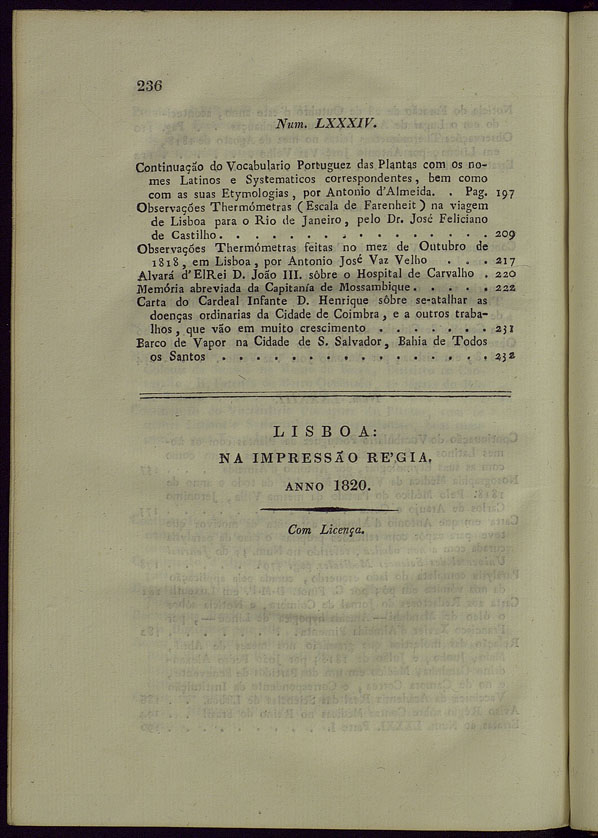 236
Num. LXXXIV.
Continuação do Vocabulario Portuguez das Plantas com os no-
mes Latinos e Systematicos correspondentes, bem como
com as suas Etymologias, por Antonio d'Almeida. . Pag. 197
Observações Thermómetras (Escala de Farenheit) na viagem
de Lisboa para o Rio de Janeiro, pelo Dr. José Feliciano
de Castilho. . . . . . . . . . . . . . . . . 209
Observações Thermómetras feitas no mez de Outubro de
1818, em Lisboa, por Antonio José Vaz Velho . . . 217
Alvará d'ElRei D. João III. sôbre o Hospital de Carvalho . 220
Memória abreviada da Capitanía de Mossambique. . . . . 222
Carta do Cardeal Infante D. Henrique sôbre se-atalhar as
doenças ordinarias da Cidade de Coimbra, e a outros traba-
lhos, que vão em muito crescimento . . . . . . . 231
Barco de Vapor na Cidade de S. Salvador, Bahia de Todos
os Santos . . . . . . . . . . . . . . . . 232
LISBOA:
NA IMPRESSÃO RE'GIA,
ANNO 1820.
Com Licença.